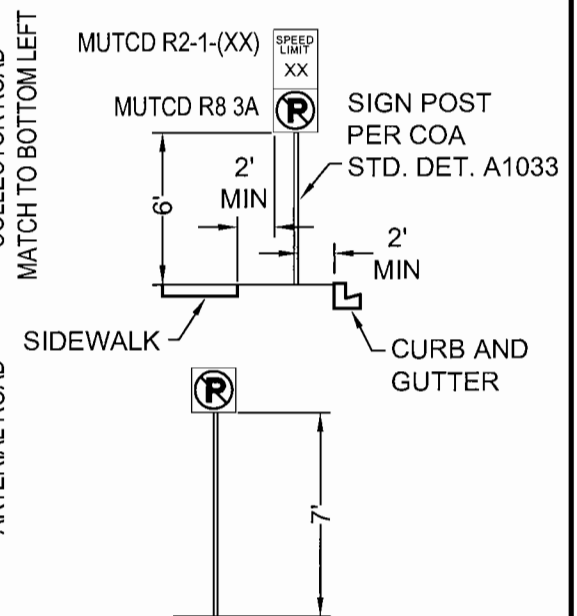 MATCH TO BOTTOM LEFT
MUTCD R2-1-(XX)
SPEED
LIMIT
XX
MUTCD R8 3A
P
SIGN POST
PER COA
STD. DET. A1033
6'
2'
MIN
2'
MIN
SIDEWALK
CURB AND
GUTTER
P
7'